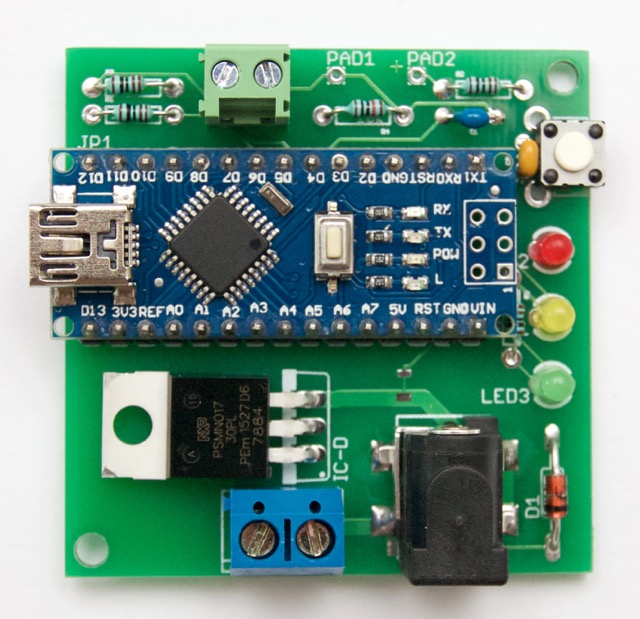 PAD1 PAD2
JP1
D12 D11 D10 D9 D8 D7 D6 D5 D4 D3 D2 GND RST RX0 TX1
RX
TX
POW
L
1
2
D13 3V3 REF A0 A1 A2 A3 A4 A5 A6 A7 5V RST GND VIN
LED3
NXP
PSMN017
30PL
PEm 1527D6
7884
IC-D
D1